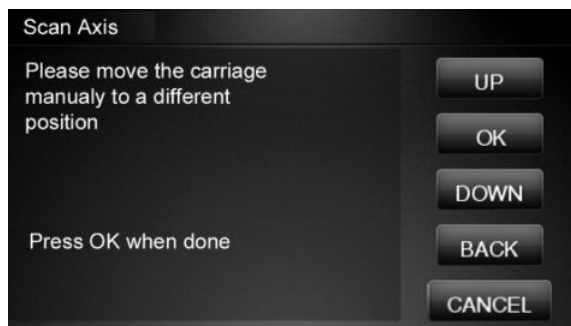 Scan Axis
Please move the carriage
manualy to a different
position
Press OK when done
UP
OK
DOWN
BACK
CANCEL